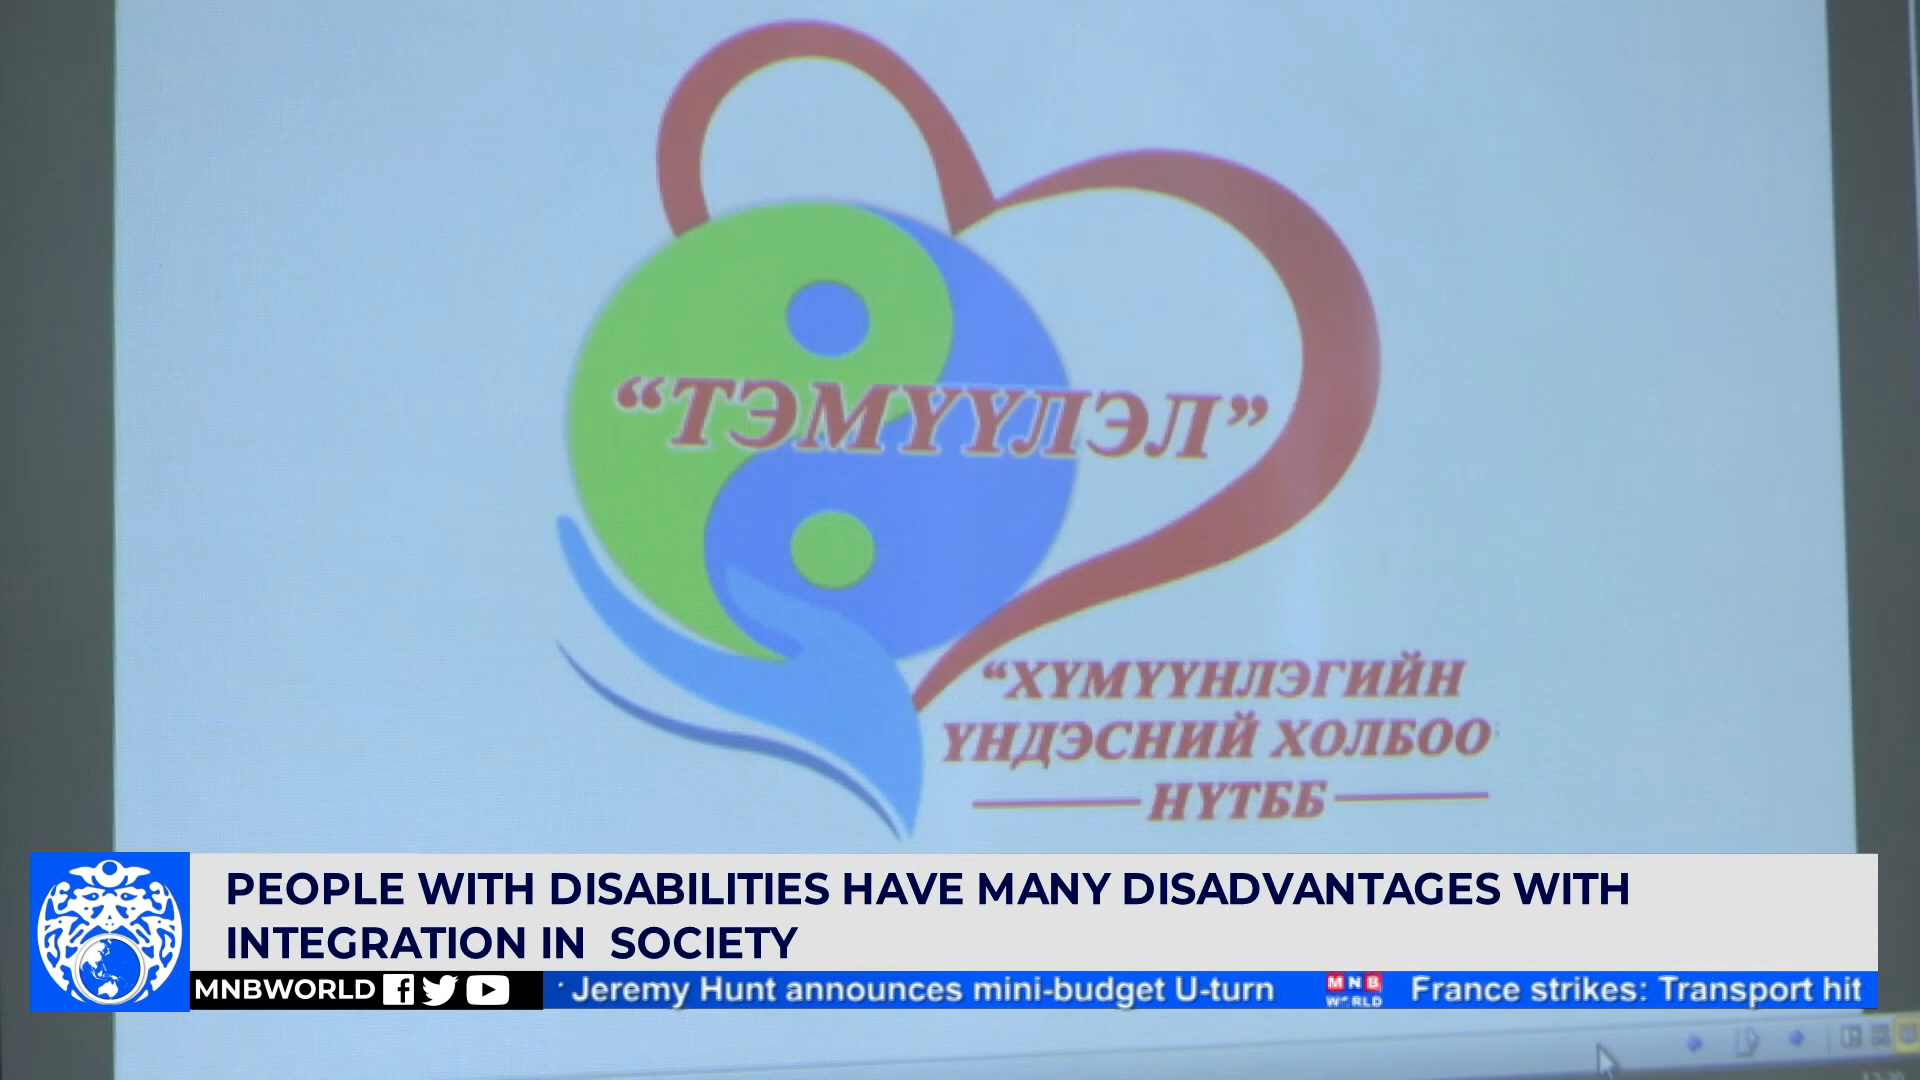 “ТЭМҮҮЛЭЛ”
“ХҮМҮҮНЛЭГИЙН
ҮНДЭСНИЙ ХОЛБОО
НҮТББ
PEOPLE WITH DISABILITIES HAVE MANY DISADVANTAGES WITH
INTEGRATION IN SOCIETY
MNBWORLD
Jeremy Hunt announces mini-budget U-turn MNB WORLD France strikes: Transport hit